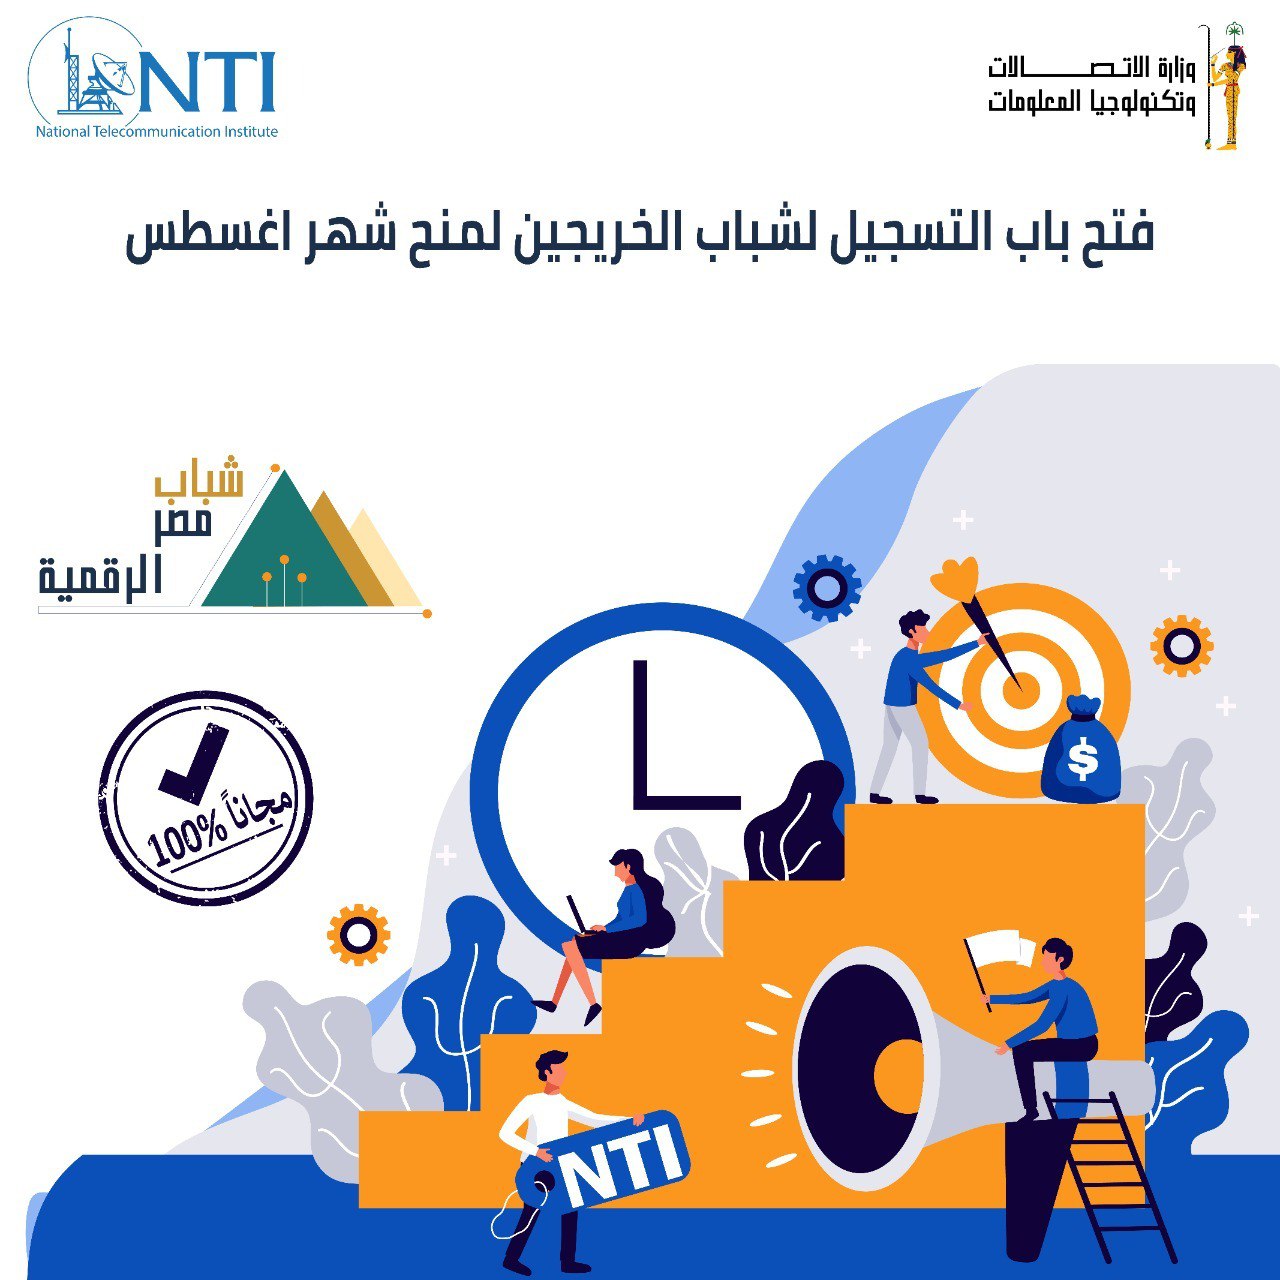 NTI
National Telecommunication Institute
وزارة الاتصـــــالات
وتكنولوجيا المعلومات
فتح باب التسجيل لشباب الخريجين لمنح شهر اغسطس
شباب
مصر
الرقمية
مجاناً 100%
$
NTI